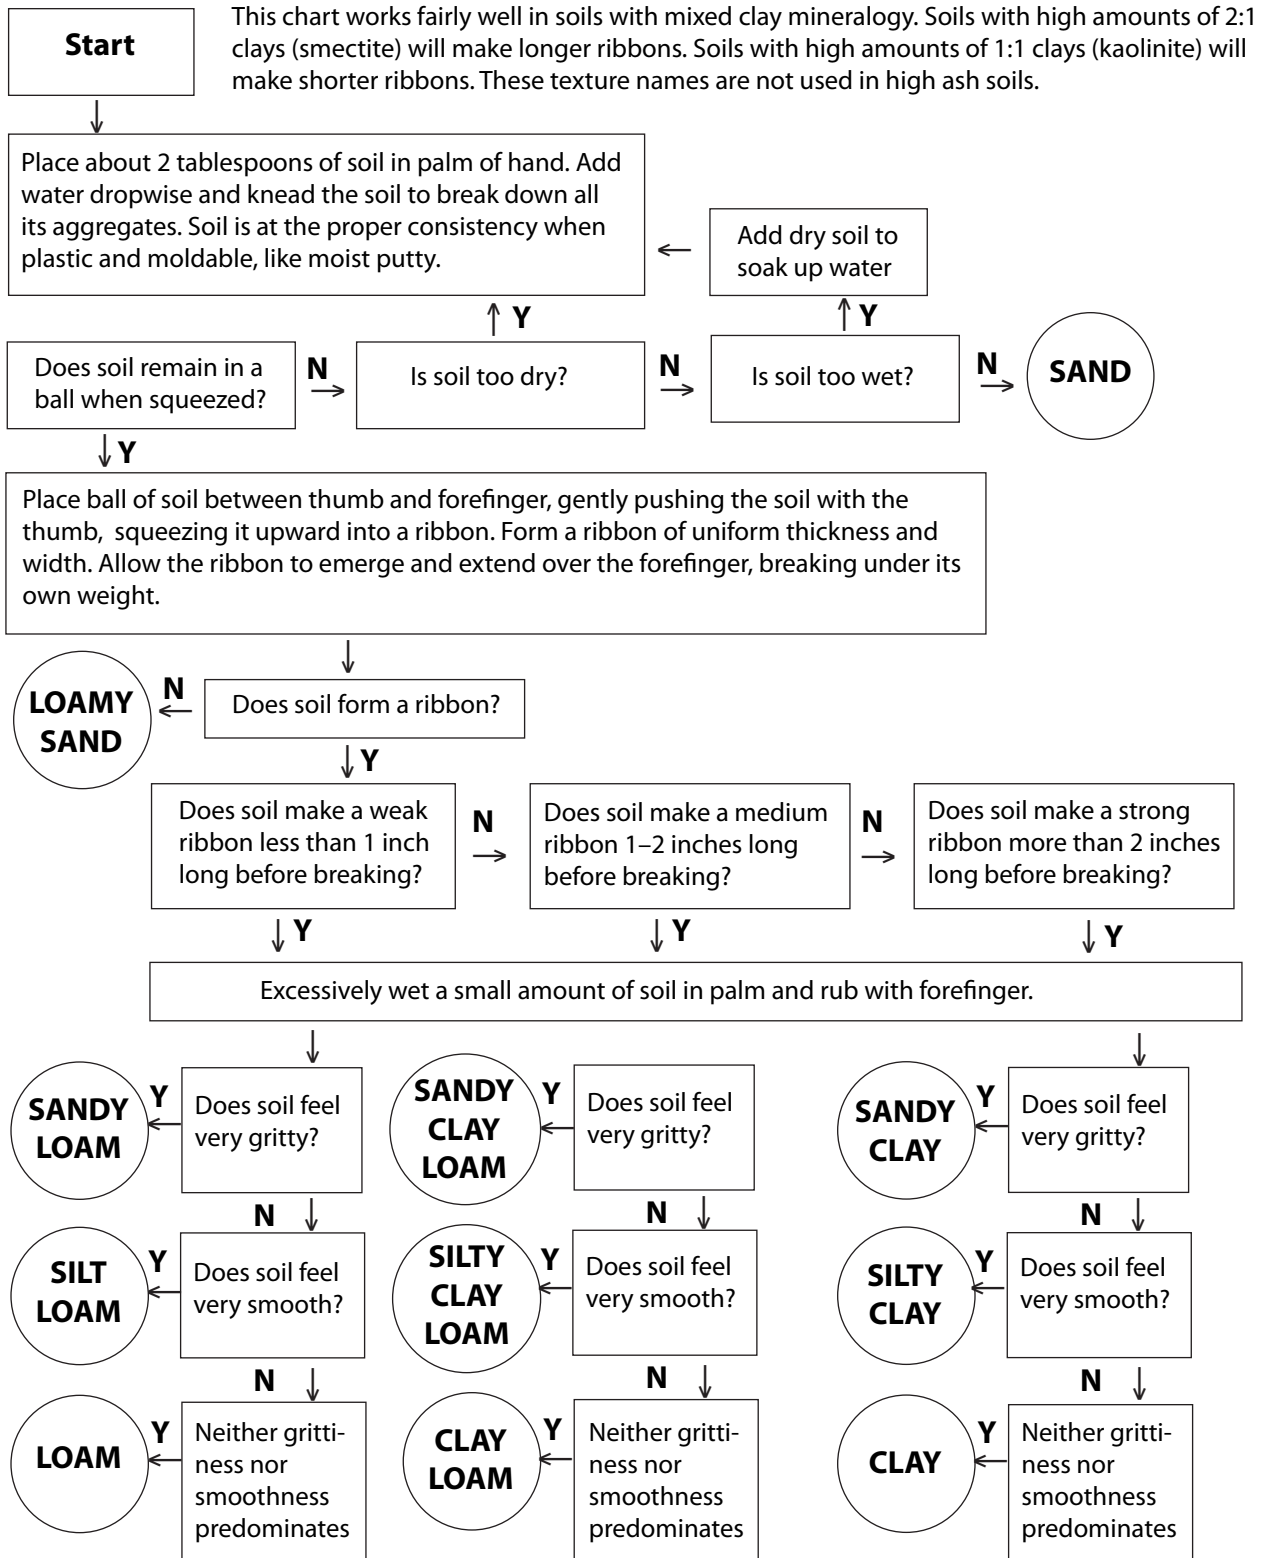 Start
This chart works fairly well in soils with mixed clay mineralogy. Soils with high amounts of 2:1
clays (smectite) will make longer ribbons. Soils with high amounts of 1:1 clays (kaolinite) will
make shorter ribbons. These texture names are not used in high ash soils.
Place about 2 tablespoons of soil in palm of hand. Add
water dropwise and knead the soil to break down all
its aggregates. Soil is at the proper consistency when
plastic and moldable, like moist putty.
Add dry soil to
soak up water
Y
Y
Does soil remain in a
ball when squeezed?
N
Is soil too dry?
N
Is soil too wet?
N
SAND
Y
Place ball of soil between thumb and forefinger, gently pushing the soil with the
thumb, squeezing it upward into a ribbon. Form a ribbon of uniform thickness and
width. Allow the ribbon to emerge and extend over the forefinger, breaking under its
own weight.
LOAMY
SAND
N
Does soil form a ribbon?
Y
Does soil make a weak
ribbon less than 1 inch
long before breaking?
N
Does soil make a medium
ribbon 1–2 inches long
before breaking?
N
Does soil make a strong
ribbon more than 2 inches
long before breaking?
Y
Y
Y
Excessively wet a small amount of soil in palm and rub with forefinger.
SANDY
LOAM
Y
Does soil feel
very gritty?
SANDY
CLAY
LOAM
Y
Does soil feel
very gritty?
SANDY
CLAY
Y
Does soil feel
very gritty?
N
N
N
SILT
LOAM
Y
Does soil feel
very smooth?
SILTY
CLAY
LOAM
Y
Does soil feel
very smooth?
SILTY
CLAY
Y
Does soil feel
very smooth?
N
N
N
LOAM
Y
Neither gritti-
ness nor
smoothness
predominates
CLAY
LOAM
Y
Neither gritti-
ness nor
smoothness
predominates
CLAY
Y
Neither gritti-
ness nor
smoothness
predominates